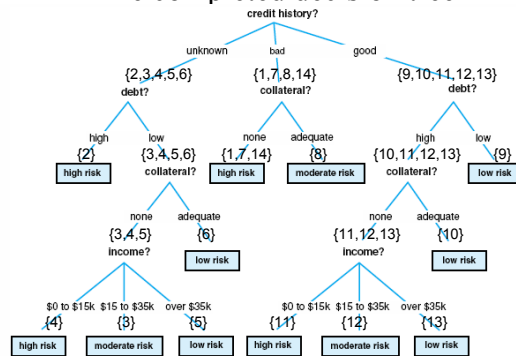 credit history?
unknown bad good
{2,3,4,5,6} {1,7,8,14} {9,10,11,12,13}
debt? collateral? debt?
high low none adequate high low
{2} {3,4,5,6} {1,7,14} {8} {10,11,12,13} {9}
high risk collateral? high risk moderate risk collateral? low risk
none adequate none adequate
{3,4,5} {6} {11,12,13} {10}
income? low risk income? low risk
$0 to $15k $15 to $35k over $35k $0 to $15k $15 to $35k over $35k
{4} {3} {5} {11} {12} {13}
high risk moderate risk low risk high risk moderate risk low risk